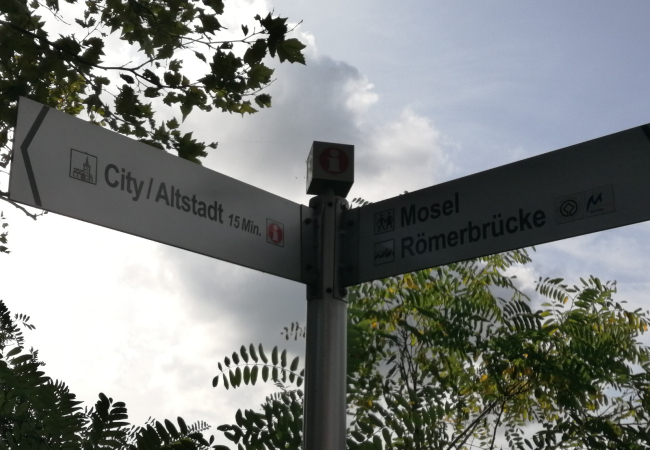 City / Altstadt 15 Min. i
i
Mosel
Römerbrücke